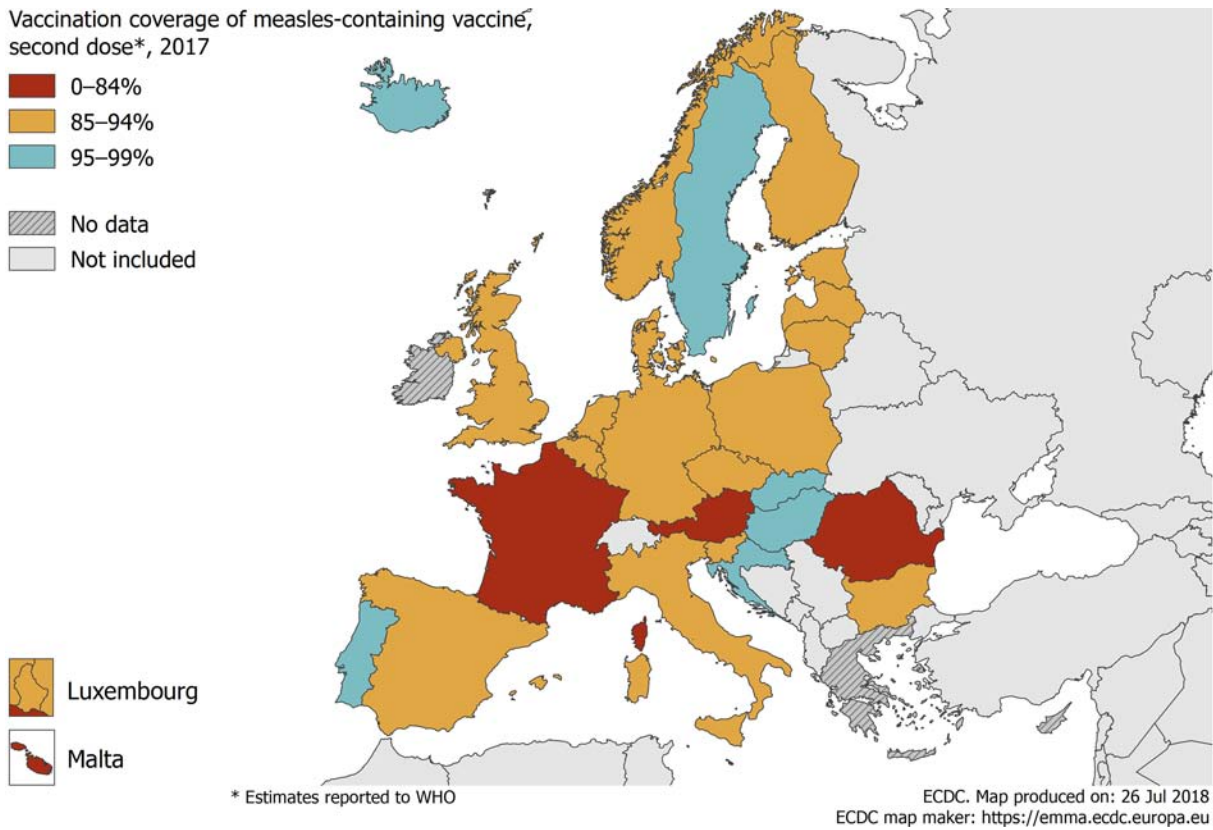 Vaccination coverage of measles-containing vaccine,
second dose*, 2017
0–84%
85–94%
95–99%
No data
Not included
Luxembourg
Malta
* Estimates reported to WHO
ECDC. Map produced on: 26 Jul 2018
ECDC map maker: https://emma.ecdc.europa.eu